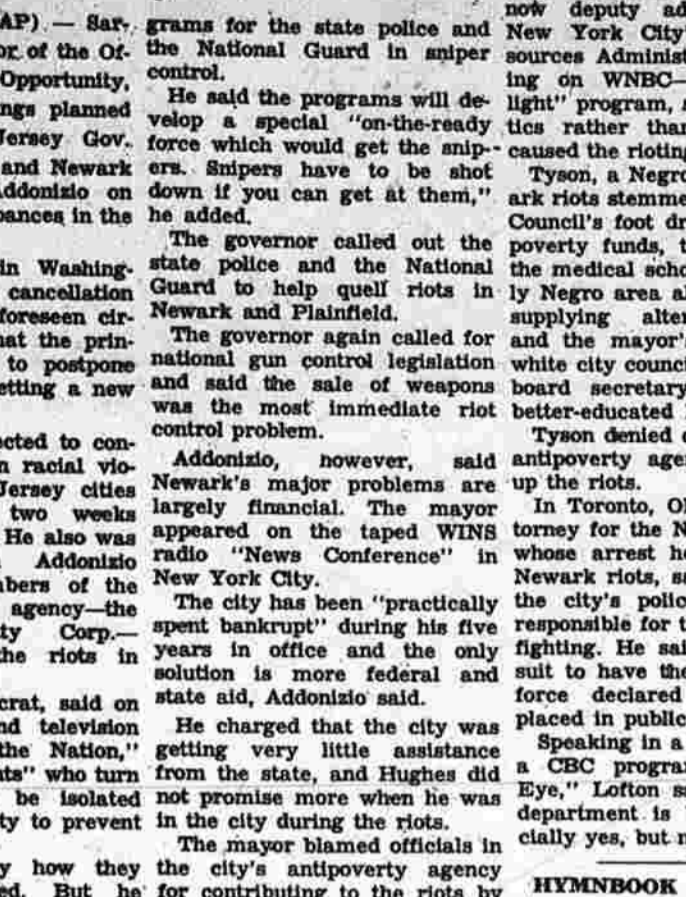 AP) — Sar-
or of the Of-
Opportunity,
ngs planned
Jersey Gov.
and Newark
Addonizio on
bances in the
in Washing-
cancellation
foreseen cir-
hat the prin-
to postpone
etting a new
cted to con-
n racial vio-
Jersey cities
two weeks
He also was
Addonizio
bers of the
agency—the
ty Corp.—
the riots in
crat, said on
nd television
the Nation,"
nts" who turn
be isolated
ty to prevent
y how they
ed. But he
grams for the state police and
the National Guard in sniper
control.
He said the programs will de-
velop a special "on-the-ready
force which would get the snip-
ers. Snipers have to be shot
down if you can get at them,"
he added.
The governor called out the
state police and the National
Guard to help quell riots in
Newark and Plainfield.
The governor again called for
national gun control legislation
and said the sale of weapons
was the most immediate riot
control problem.
Addonizio, however, said
Newark's major problems are
largely financial. The mayor
appeared on the taped WINS
radio "News Conference" in
New York City.
The city has been "practically
spent bankrupt" during his five
years in office and the only
solution is more federal and
state aid, Addonizio said.
He charged that the city was
getting very little assistance
from the state, and Hughes did
not promise more when he was
in the city during the riots.
The mayor blamed officials in
the city's antipoverty agency
for contributing to the riots by
now deputy ad
New York City'
sources Administ
ing on WNBC—
light" program, s
tics rather than
caused the rioting
Tyson, a Negro
ark riots stemme
Council's foot dr
poverty funds, t
the medical scho
ly Negro area a
supplying alter
and the mayor's
white city counci
board secretary
better-educated
Tyson denied
antipoverty age
up the riots.
In Toronto, Ol
torney for the N
whose arrest he
Newark riots, sa
the city's polic
responsible for t
fighting. He sai
suit to have the
force declared
placed in public
Speaking in a
a CBC progra
Eye," Lofton sa
department is
cially yes, but n
HYMNBOOK